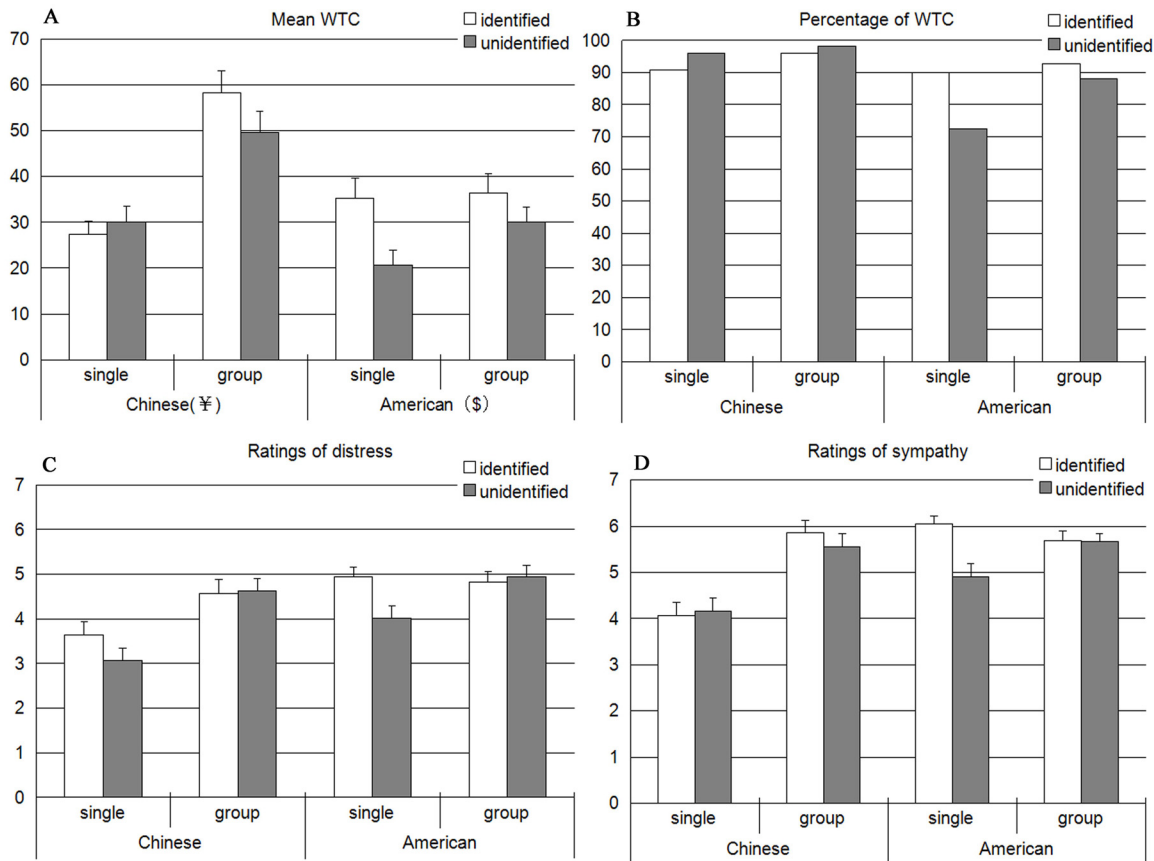 A
Mean WTC
identified
unidentified
70
60
50
40
30
20
10
0
single group single group
Chinese(¥) American ($)
B
Percentage of WTC
identified
unidentified
100
90
80
70
60
50
40
30
20
10
0
single group single group
Chinese American
C
Ratings of distress
identified
unidentified
7
6
5
4
3
2
1
0
single group single group
Chinese American
D
Ratings of sympathy
identified
unidentified
7
6
5
4
3
2
1
0
single group single group
Chinese American